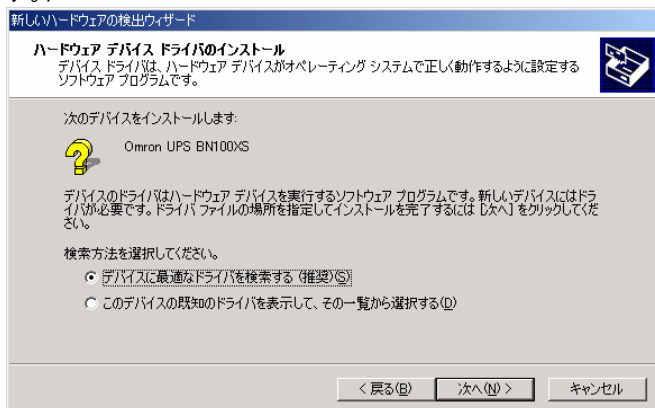 新しいハードウェアの検出ウィザード
ハードウェア デバイス ドライバのインストール
デバイス ドライバは、ハードウェア デバイスがオペレーティング システムで正しく動作するように設定する
ソフトウェア プログラムです。
次のデバイスをインストールします:
Omron UPS BN100XS
デバイスのドライバはハードウェア デバイスを実行するソフトウェア プログラムです。新しいデバイスにはドラ
イバが必要です。ドライバ ファイルの場所を指定してインストールを完了するには [次へ] をクリックしてくだ
さい。
検索方法を選択してください。
デバイスに最適なドライバを検索する (推奨)(S)
このデバイスの既知のドライバを表示して、その一覧から選択する(D)
< 戻る(B)
次へ(N) >
キャンセル